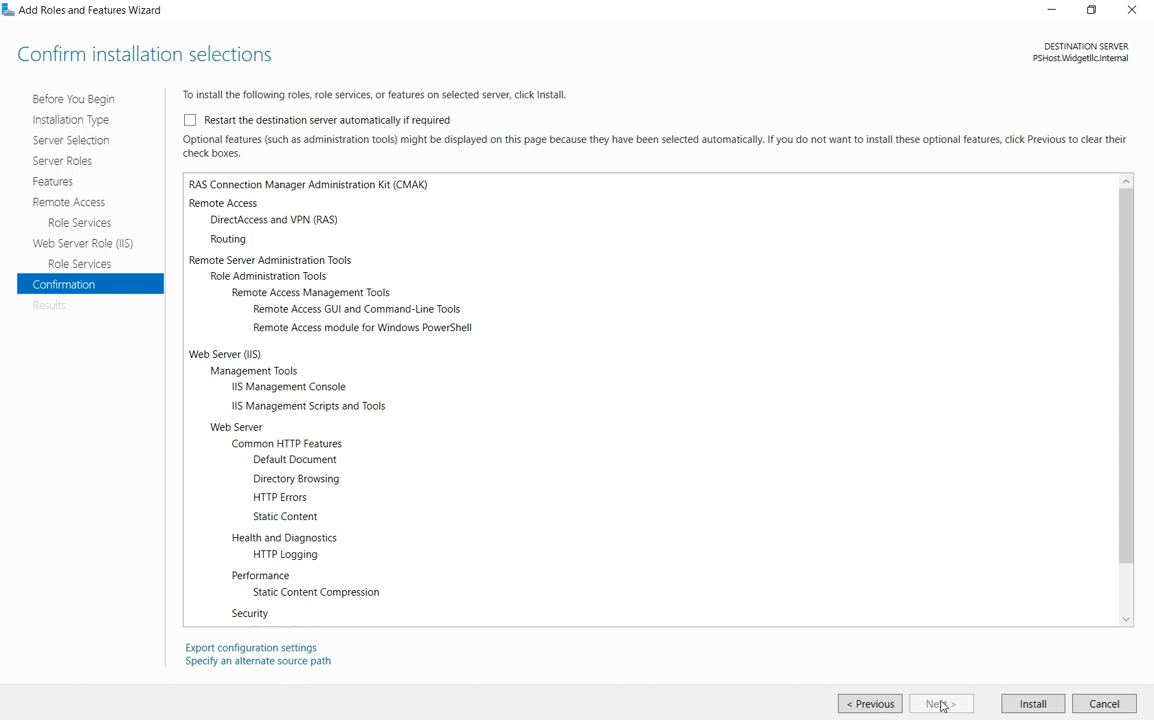 Add Roles and Features Wizard
Confirm installation selections
DESTINATION SERVER
PSHost.Widgetllc.Internal
Before You Begin
Installation Type
Server Selection
Server Roles
Features
Remote Access
Role Services
Web Server Role (IIS)
Role Services
Confirmation
Results
To install the following roles, role services, or features on selected server, click Install.
Restart the destination server automatically if required
Optional features (such as administration tools) might be displayed on this page because they have been selected automatically. If you do not want to install these optional features, click Previous to clear their
check boxes.
RAS Connection Manager Administration Kit (CMAK)
Remote Access
DirectAccess and VPN (RAS)
Routing
Remote Server Administration Tools
Role Administration Tools
Remote Access Management Tools
Remote Access GUI and Command-Line Tools
Remote Access module for Windows PowerShell
Web Server (IIS)
Management Tools
IIS Management Console
IIS Management Scripts and Tools
Web Server
Common HTTP Features
Default Document
Directory Browsing
HTTP Errors
Static Content
Health and Diagnostics
HTTP Logging
Performance
Static Content Compression
Security
Export configuration settings
Specify an alternate source path
< Previous
Next >
Install
Cancel